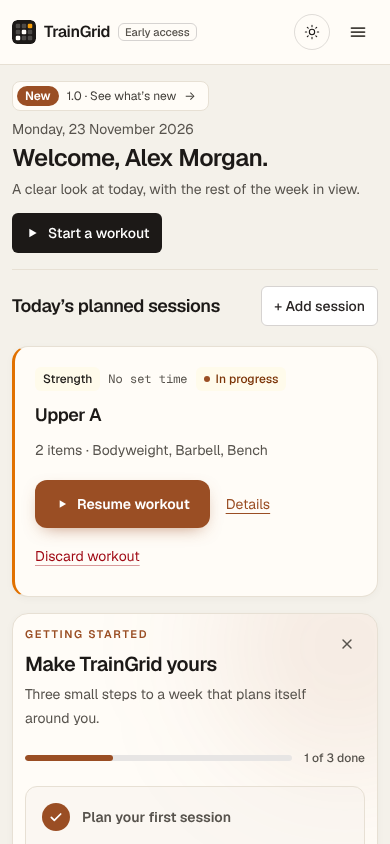 TrainGrid Early access
New 1.0 · See what's new →
Monday, 23 November 2026
Welcome, Alex Morgan.
A clear look at today, with the rest of the week in view.
Start a workout
Today's planned sessions
+ Add session
Strength No set time In progress
Upper A
2 items · Bodyweight, Barbell, Bench
Resume workout Details
Discard workout
GETTING STARTED
Make TrainGrid yours
Three small steps to a week that plans itself
around you.
1 of 3 done
Plan your first session